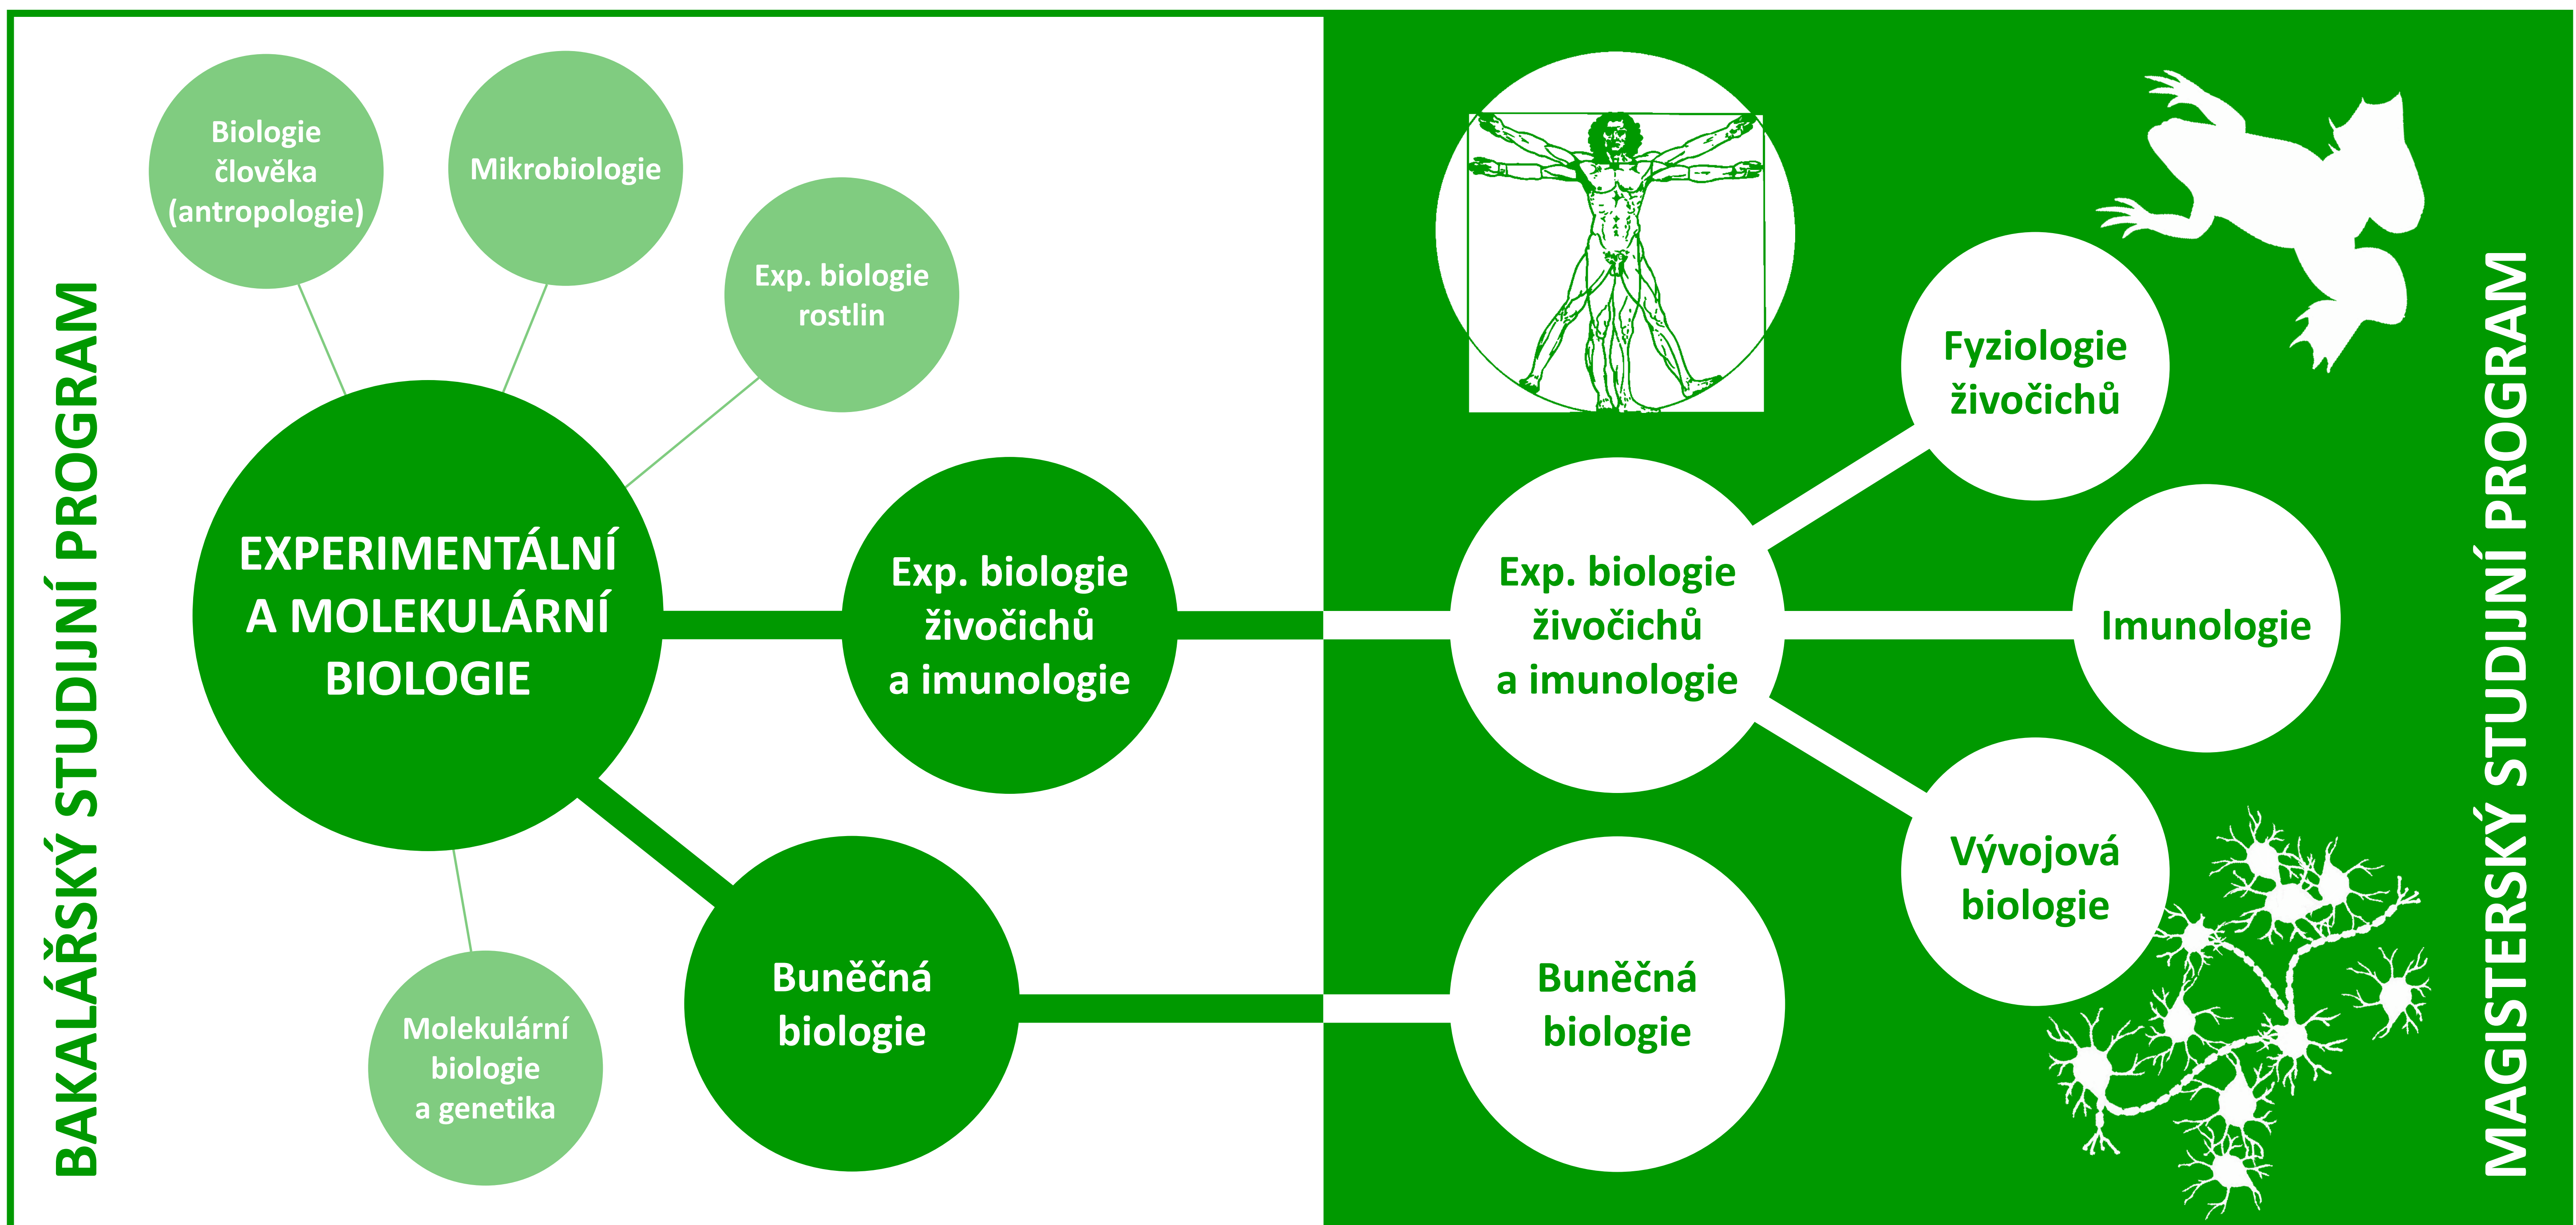 BAKALÁŘSKÝ STUDIJNÍ PROGRAM
Biologie
člověka
(antropologie)
Mikrobiologie
Exp. biologie
rostlin
EXPERIMENTÁLNÍ
A MOLEKULÁRNÍ
BIOLOGIE
Exp. biologie
živočichů
a imunologie
Buněčná
biologie
Molekulární
biologie
a genetika
Exp. biologie
živočichů
a imunologie
Buněčná
biologie
Fyziologie
živočichů
Imunologie
Vývojová
biologie
MAGISTERSKÝ STUDIJNÍ PROGRAM